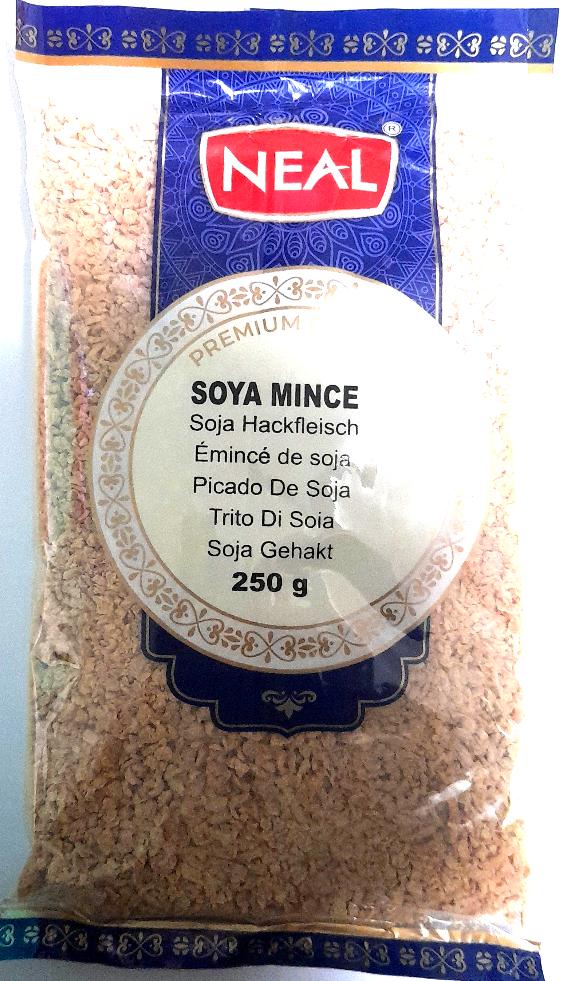 NEAL
®
PREMIUM
SOYA MINCE
Soja Hackfleisch
Émincé de soja
Picado De Soja
Trito Di Soia
Soja Gehakt
250 g